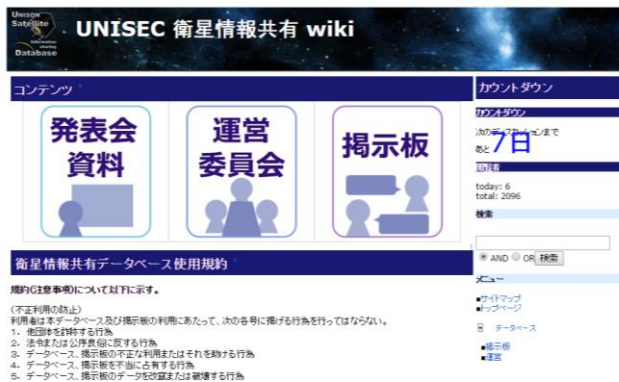 Unison
Satellite
information
sharing
Database
UNISEC 衛星情報共有 wiki
コンテンツ
発表会
資料
運営
委員会
掲示板
衛星情報共有データベース使用規約
規約(注意事項)について以下に示す。
(不正利用の防止)
利用者は本データベース及び掲示板の利用にあたって、次の各号に掲げる行為を行ってはならない。
1. 他団体を詐称する行為
2. 法令または公序良俗に反する行為
3. データベース、掲示板の不正な利用またはそれを助ける行為
4. データベース、掲示板を不当に占有する行為
5. データベース、掲示板のデータを改竄または破壊する行為
カウントダウン
カウントダウン
次のディスカッションまで
あと 7日
閲覧者
today: 6
total: 2096
検索
AND OR 検索
メニュー
■サイトマップ
■トップページ
データベース
■掲示板
■運営